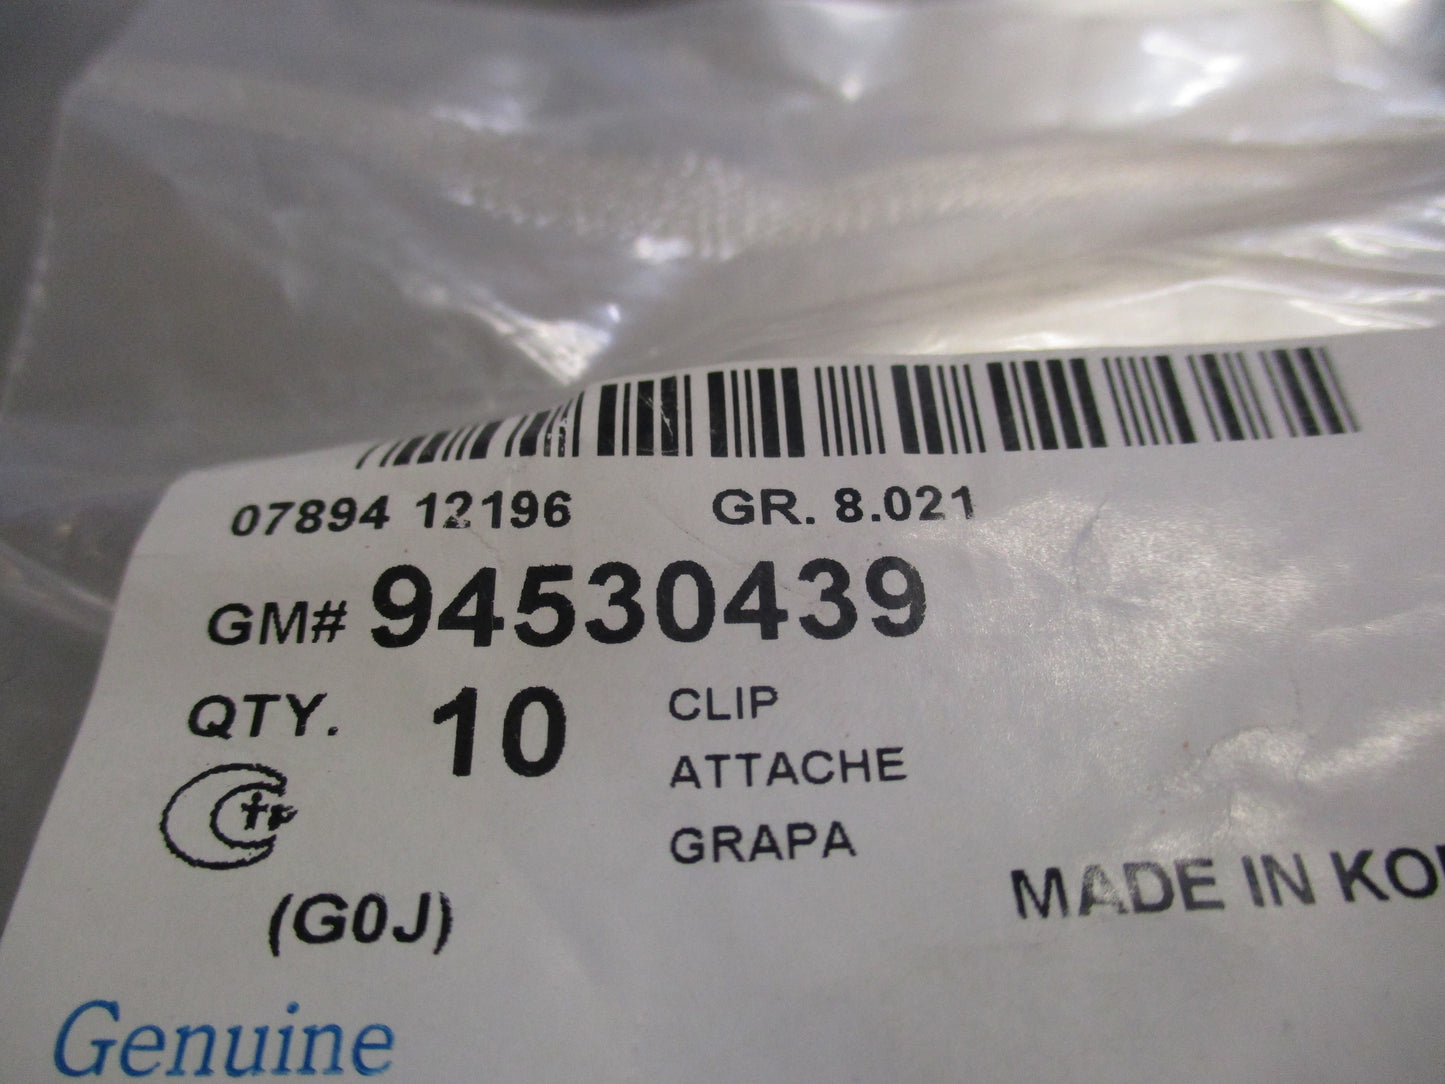 07894 12196 GR. 8.021
GM# 94530439
QTY. 10 CLIP
ATTACHE
GRAPA
MADE IN KO
(G0J)
Genuine